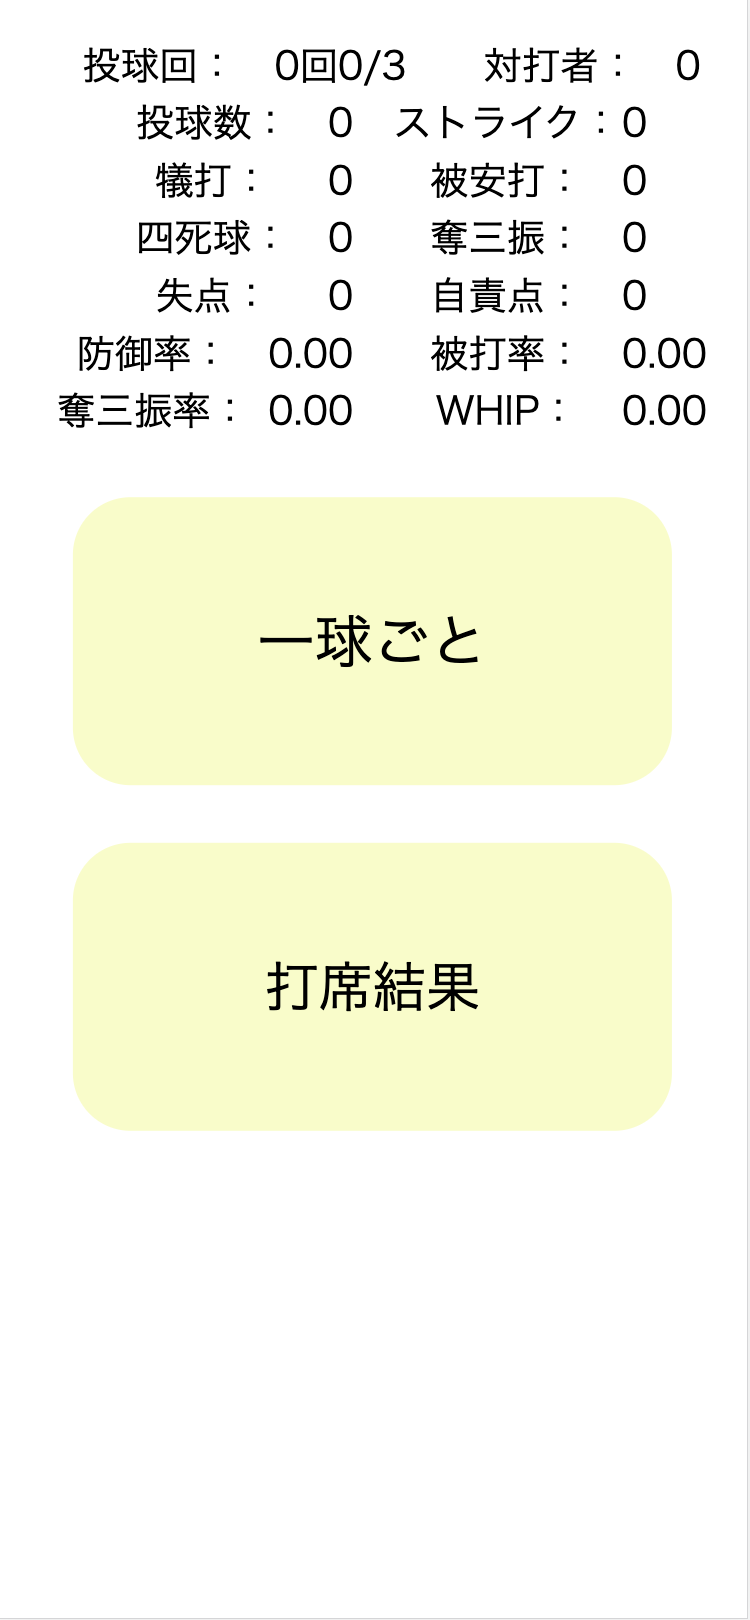 投球回： 0回0/3 対打者： 0
投球数： 0 ストライク：0
犠打： 0 被安打： 0
四死球： 0 奪三振： 0
失点： 0 自責点： 0
防御率： 0.00 被打率： 0.00
奪三振率： 0.00 WHIP： 0.00
一球ごと
打席結果